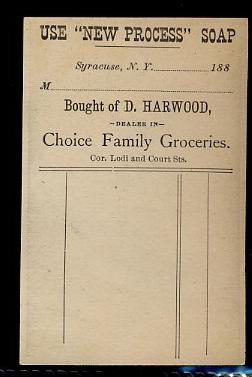 USE "NEW PROCESS" SOAP
Syracuse, N. Y. 188
M
Bought of D. HARWOOD,
—DEALER IN—
Choice Family Groceries.
Cor. Lodi and Court Sts.